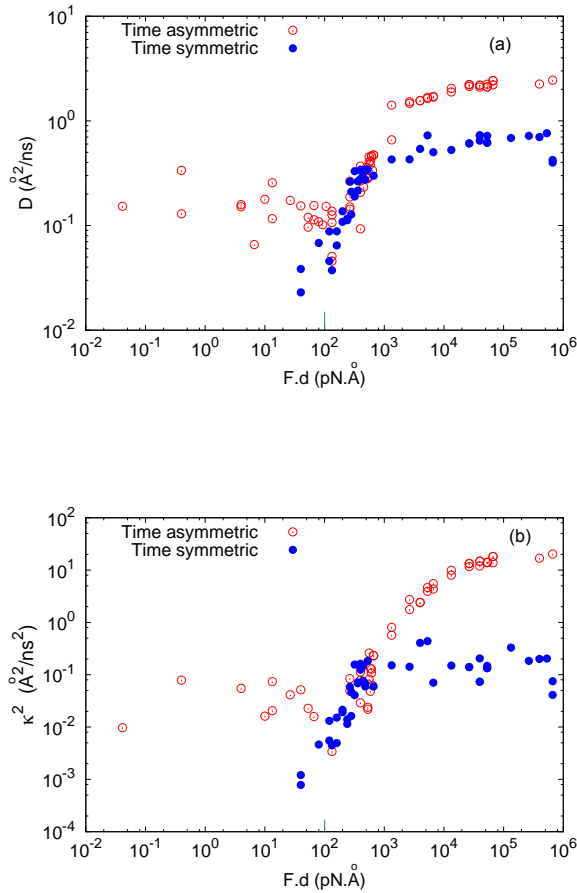 Time asymmetric
Time symmetric
(a)
10²
10¹
10⁰
10⁻¹
10⁻²
D (Å²/ns)
10⁻² 10⁻¹ 10⁰ 10¹ 10² 10³ 10⁴ 10⁵ 10⁶
F.d (pN.Å)
Time asymmetric
Time symmetric
(b)
10²
10¹
10⁰
10⁻¹
10⁻²
10⁻³
10⁻⁴
κ² (Å²/ns²)
10⁻² 10⁻¹ 10⁰ 10¹ 10² 10³ 10⁴ 10⁵ 10⁶
F.d (pN.Å)